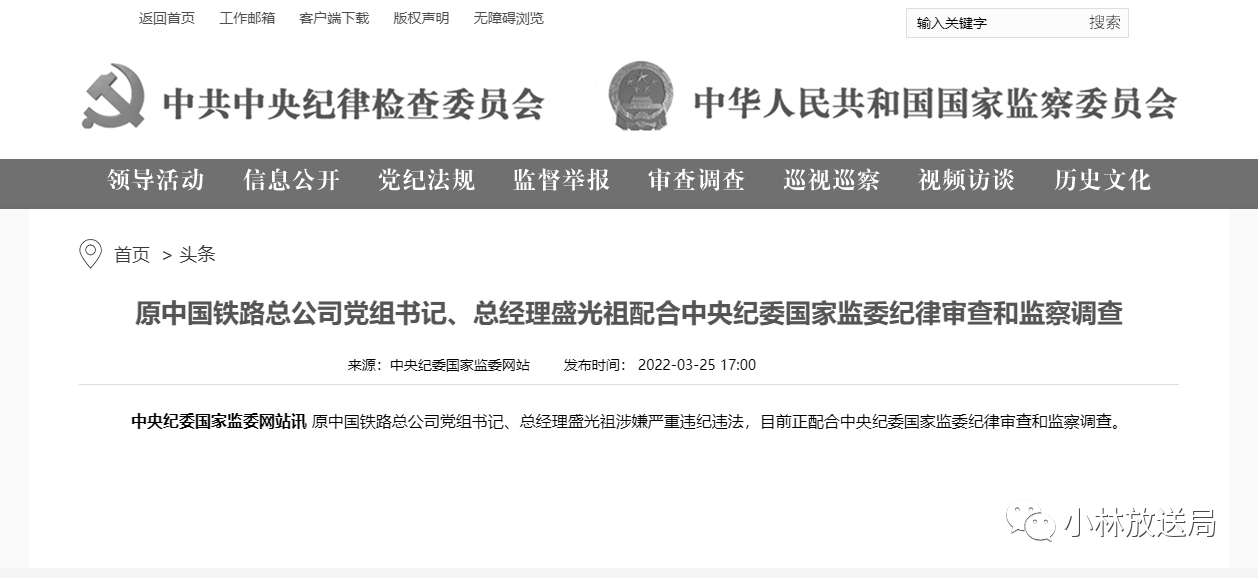 返回首页 工作邮箱 客户端下载 版权声明 无障碍浏览 输入关键字 搜索
中共中央纪律检查委员会 中华人民共和国国家监察委员会
领导活动 信息公开 党纪法规 监督举报 审查调查 巡视巡察 视频访谈 历史文化
首页 > 头条
原中国铁路总公司党组书记、总经理盛光祖配合中央纪委国家监委纪律审查和监察调查
来源：中央纪委国家监委网站 发布时间： 2022-03-25 17:00
中央纪委国家监委网站讯 原中国铁路总公司党组书记、总经理盛光祖涉嫌严重违纪违法，目前正配合中央纪委国家监委纪律审查和监察调查。
小林放送局